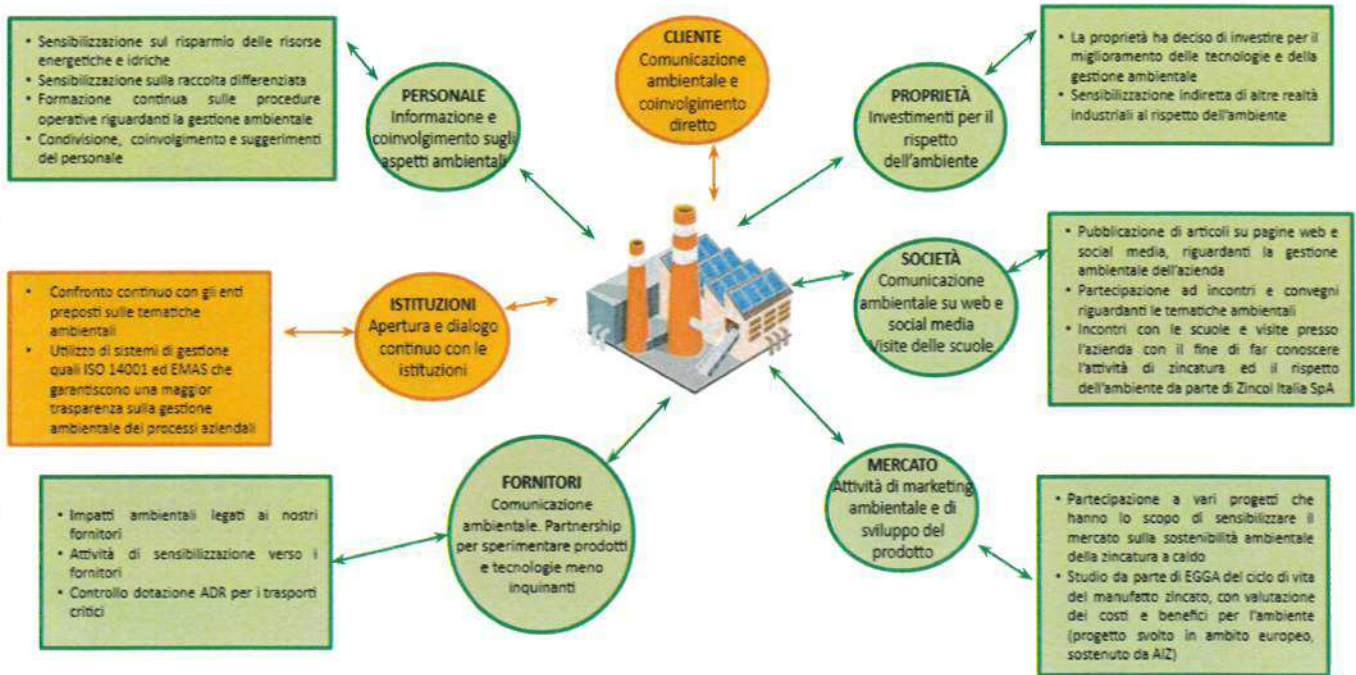 • Sensibilizzazione sul risparmio delle risorse
energetiche e idriche
• Sensibilizzazione sulla raccolta differenziata
• Formazione continua sulle procedure
operative riguardanti la gestione ambientale
• Condivisione, coinvolgimento e suggerimenti
del personale
PERSONALE
Informazione e
coinvolgimento sugli
aspetti ambientali
CLIENTE
Comunicazione
ambientale e
coinvolgimento
diretto
PROPRIETÀ
Investimenti per il
rispetto
dell'ambiente
• La proprietà ha deciso di investire per il
miglioramento delle tecnologie e della
gestione ambientale
• Sensibilizzazione indiretta di altre realtà
industriali al rispetto dell'ambiente
• Confronto continuo con gli enti
preposti sulle tematiche
ambientali
• Utilizzo di sistemi di gestione
quali ISO 14001 ed EMAS che
garantiscono una maggior
trasparenza sulla gestione
ambientale dei processi aziendali
ISTITUZIONI
Apertura e dialogo
continuo con le
istituzioni
SOCIETÀ
Comunicazione
ambientale su web e
social media
Visite delle scuole
• Pubblicazione di articoli su pagine web e
social media, riguardanti la gestione
ambientale dell'azienda
• Partecipazione ad incontri e convegni
riguardanti le tematiche ambientali
• Incontri con le scuole e visite presso
l'azienda con il fine di far conoscere
l'attività di zincatura ed il rispetto
dell'ambiente da parte di Zincol Italia SpA
• Impatti ambientali legati ai nostri
fornitori
• Attività di sensibilizzazione verso i
fornitori
• Controllo dotazione ADR per i trasporti
critici
FORNITORI
Comunicazione
ambientale. Partnership
per sperimentare prodotti
e tecnologie meno
inquinanti
MERCATO
Attività di marketing
ambientale e di
sviluppo del
prodotto
• Partecipazione a vari progetti che
hanno lo scopo di sensibilizzare il
mercato sulla sostenibilità ambientale
della zincatura a caldo
• Studio da parte di EGGA del ciclo di vita
del manufatto zincato, con valutazione
dei costi e benefici per l'ambiente
(progetto svolto in ambito europeo,
sostenuto da AIZ)